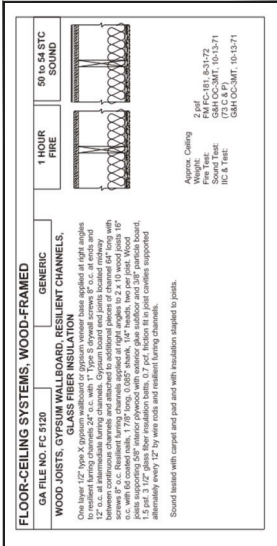 FLOOR-CEILING SYSTEMS, WOOD-FRAMED
GA FILE NO. FC 5120
GENERIC
1 HOUR
FIRE
50 to 54 STC
SOUND
WOOD JOISTS, GYPSUM WALLBOARD, RESILIENT CHANNELS,
GLASS FIBER INSULATION
One layer 1/2" type X gypsum wallboard or gypsum veneer base applied at right angles
to resilient furring channels 24" o.c. with 1" Type S drywall screws 8" o.c. at ends and
12" o.c. at intermediate furring channels. Gypsum board end joints located midway
between continuous channels and attached to additional pieces of channel 64" long with
screws 8" o.c. Resilient furring channels applied at right angles to 2 x 10 wood joists 16"
o.c. with 6d coated nails, 1 7/8" long, 0.085" shank, 1/4" heads, two per joist. Wood
joists supporting 5/8" interior plywood with exterior glue subfloor and 3/8" particle board,
1.5 psf. 3 1/2" glass fiber insulation batts, 0.7 pcf, friction fit in joist cavities supported
alternately every 12" by wire rods and resilient furring channels.
Sound tested with carpet and pad and with insulation stapled to joists.
Approx. Ceiling
Weight: 2 psf
Fire Test: FM FC-181, 8-31-72
Sound Test: G&H OC-3MT, 10-13-71
IIC & Test: (73 C & P)
G&H OC-3MT, 10-13-71